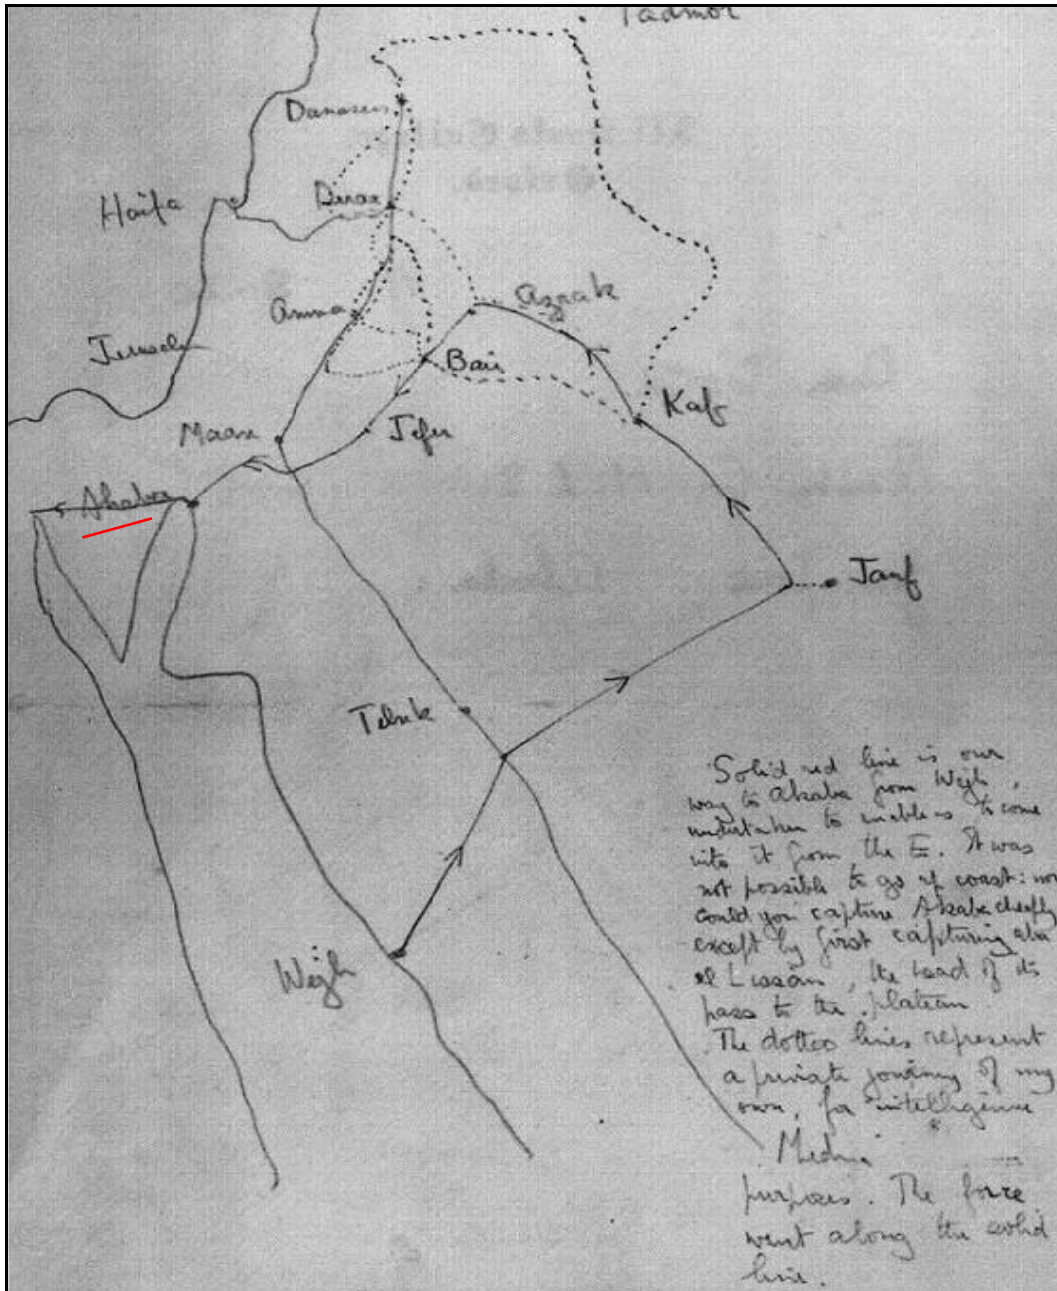 Tadmor
Damascus
Haifa
Deraa
Azrak
Amma
Jerusale
Bair
Kaf
Maan
Jefer
Akaba
Jauf
Tebuk
Wejh
Solid red line is our
way to Akaba from Wejh,
undertaken to enable us to come
into it from the E. It was
not possible to go up coast: nor
could you capture Akaba cheaply
except by first capturing aba
el Lissan, the head of its
pass to the plateau
The dotted lines represent
a private journey of my
own, for intelligence
Medina
purposes. The force
went along the solid
line.